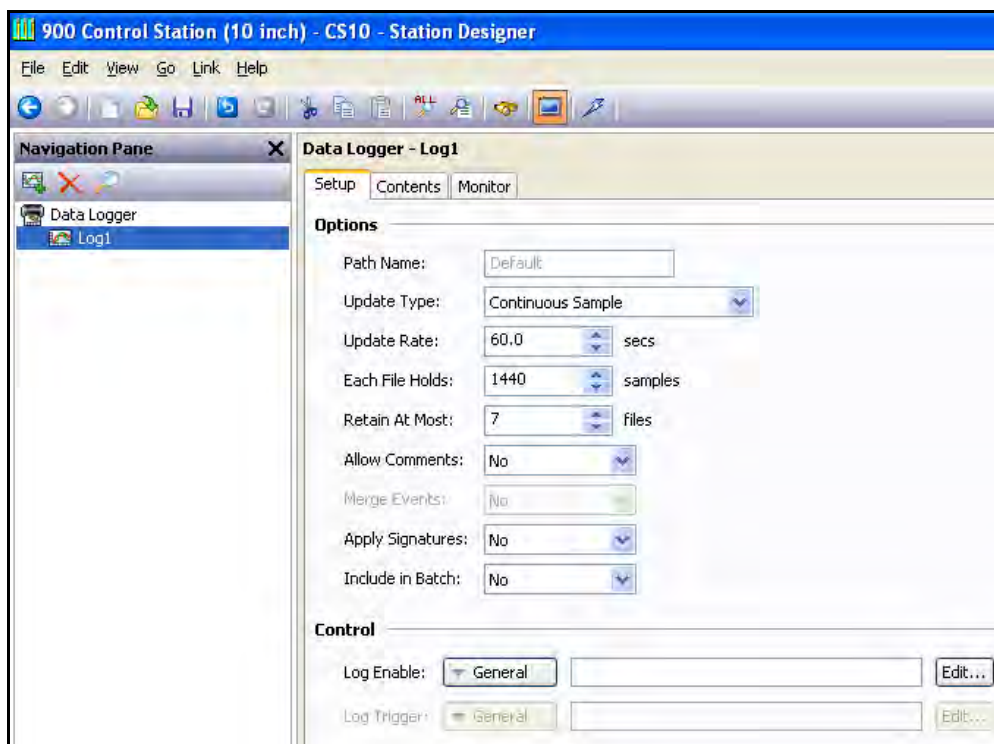 900 Control Station (10 inch) - CS10 - Station Designer
File Edit View Go Link Help
ALL
Navigation Pane
Data Logger
Log1
Data Logger - Log1
Setup Contents Monitor
Options
Path Name: Default
Update Type: Continuous Sample
Update Rate: 60.0 secs
Each File Holds: 1440 samples
Retain At Most: 7 files
Allow Comments: No
Merge Events: No
Apply Signatures: No
Include in Batch: No
Control
Log Enable: General Edit...
Log Trigger: General Edit...